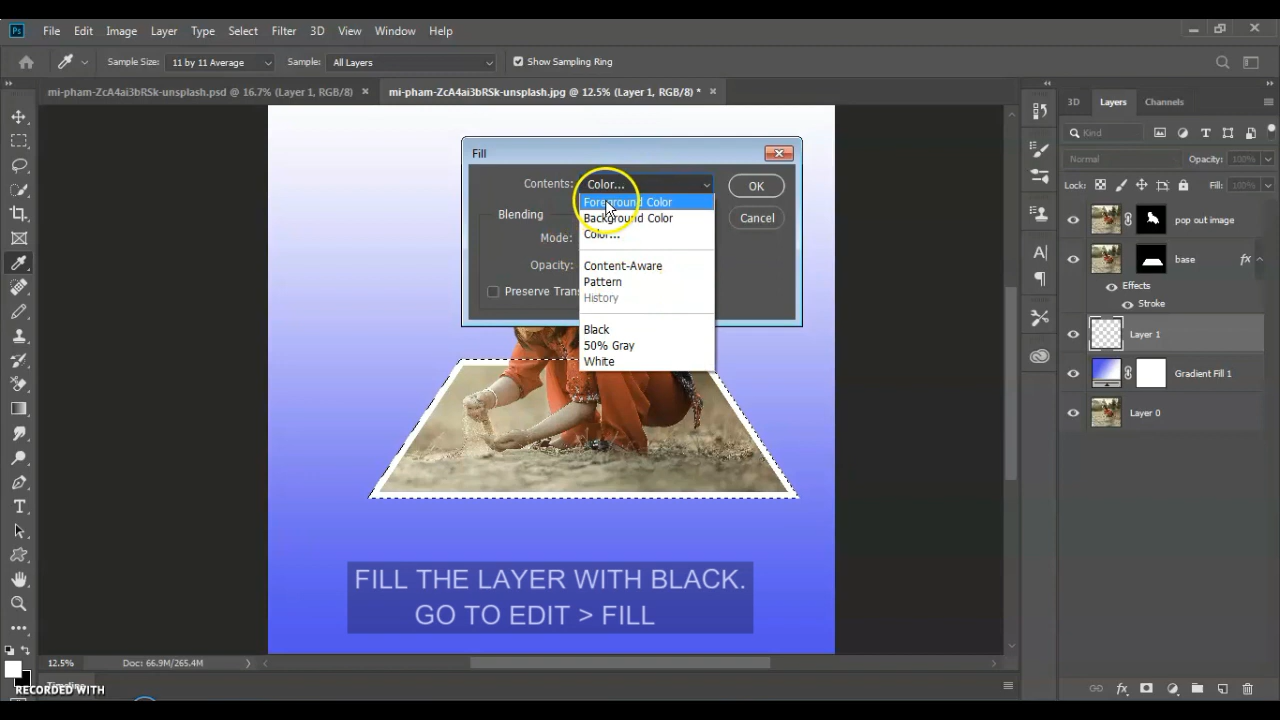 Ps File Edit Image Layer Type Select Filter 3D View Window Help
Sample Size: 11 by 11 Average Sample: All Layers Show Sampling Ring
mi-pham-ZcA4ai3bRSk-unsplash.psd @ 16.7% (Layer 1, RGB/8) × mi-pham-ZcA4ai3bRSk-unsplash.jpg @ 12.5% (Layer 1, RGB/8) * ×
3D Layers Channels
Kind
Normal Opacity: 100%
Lock: Fill: 100%
pop out image
base fx
Effects
Stroke
Layer 1
Gradient Fill 1
Layer 0
Fill
Contents: Color...
OK
Cancel
Blending
Mode:
Opacity:
Preserve Trans
Foreground Color
Background Color
Color...
Content-Aware
Pattern
History
Black
50% Gray
White
FILL THE LAYER WITH BLACK.
GO TO EDIT > FILL
12.5% Doc: 66.9M/265.4M
Timeline
RECORDED WITH